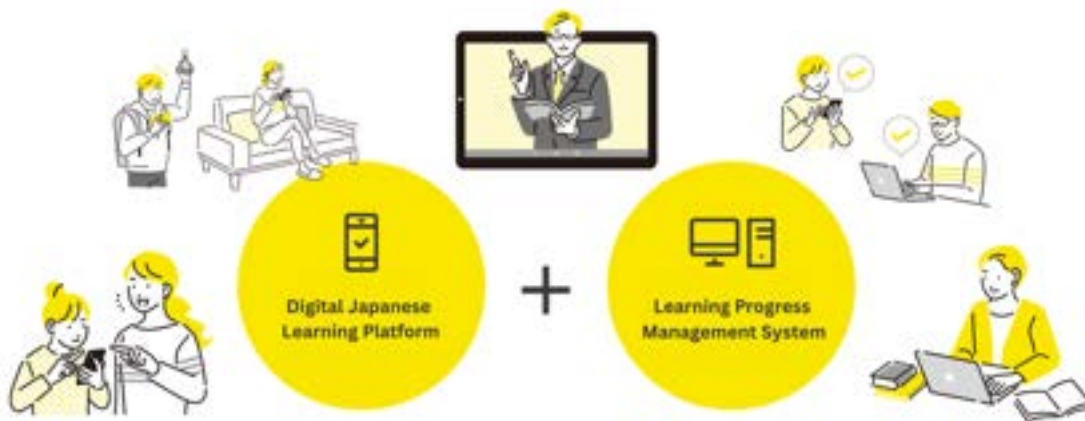 Digital Japanese
Learning Platform
Learning Progress
Management System